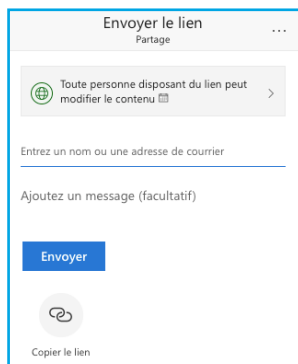 Envoyer le lien
Partage
...
Toute personne disposant du lien peut
modifier le contenu
Entrez un nom ou une adresse de courrier
Ajoutez un message (facultatif)
Envoyer
Copier le lien